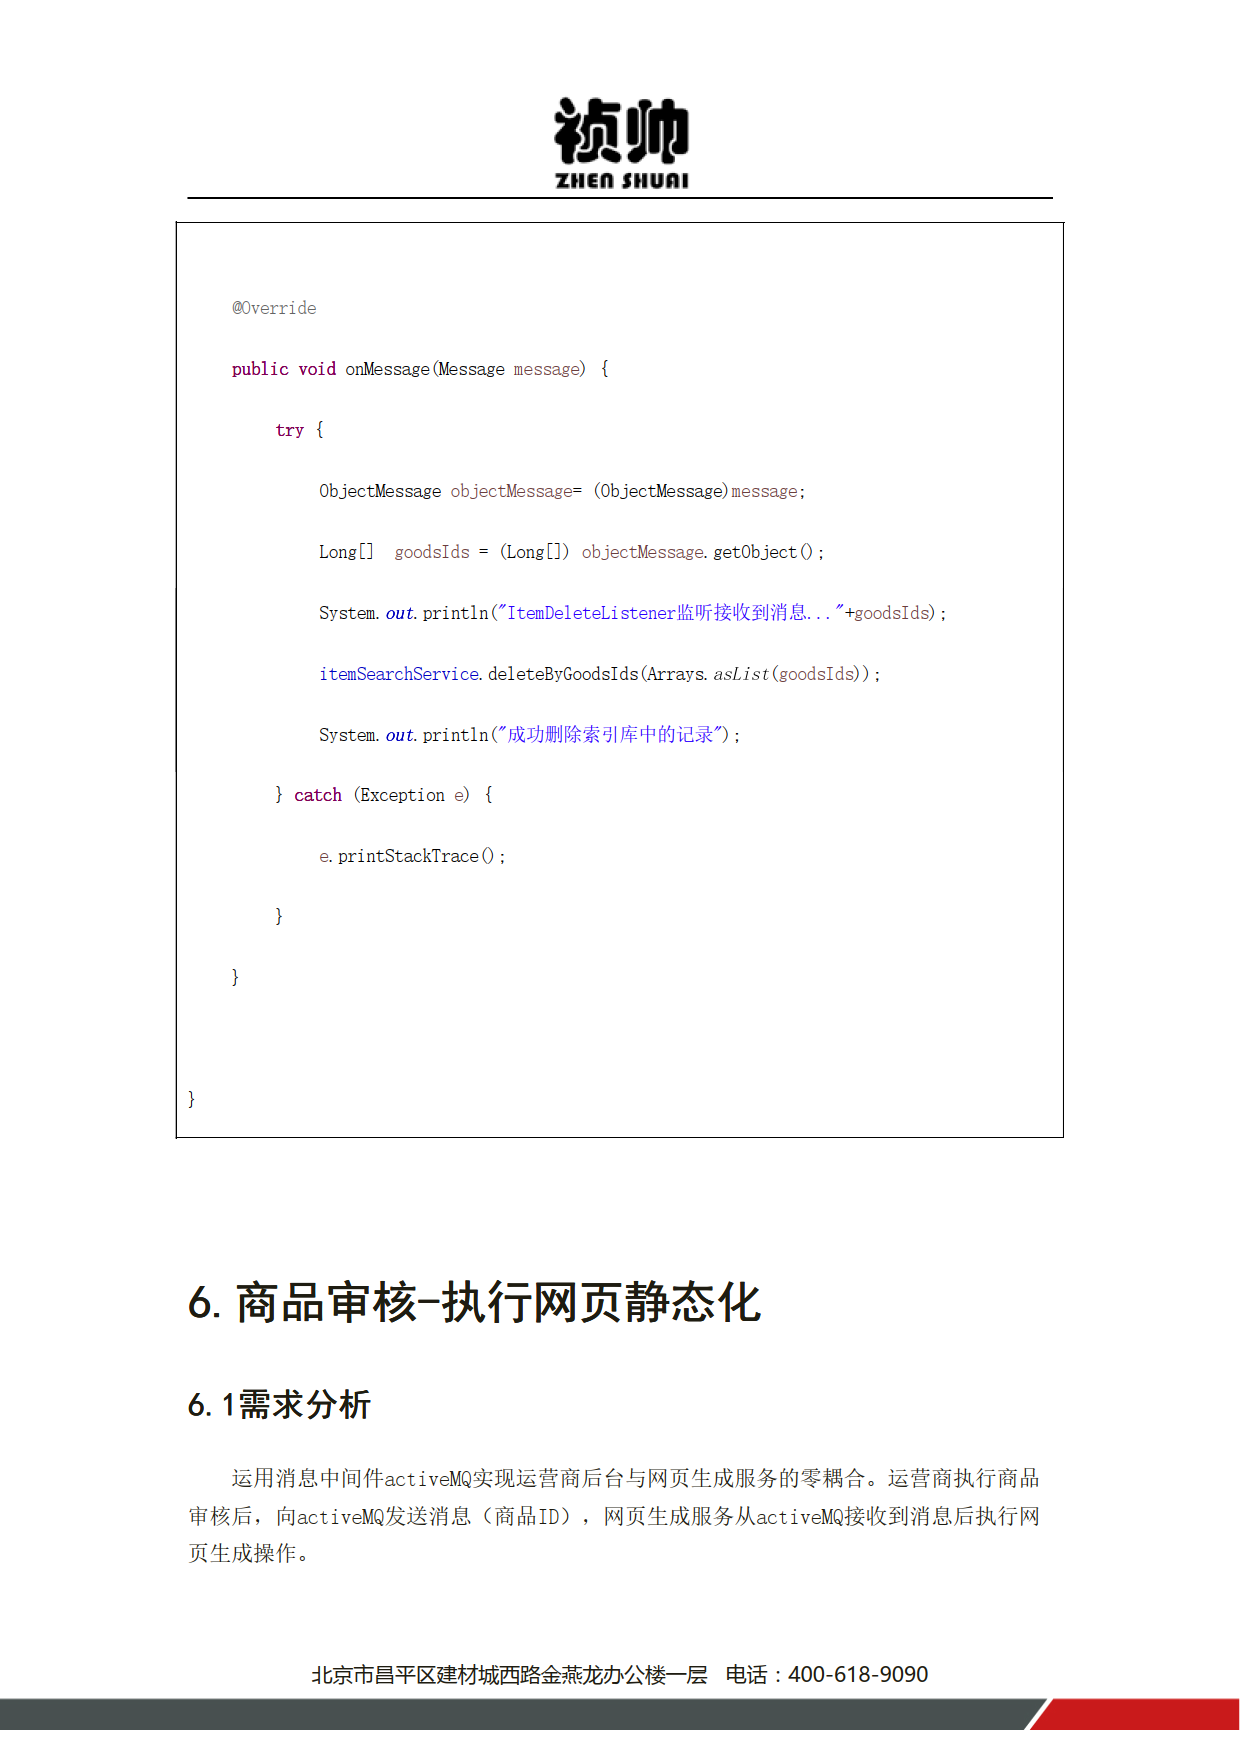 祯帅
ZHEN SHUAI
@Override
public void onMessage(Message message) {
try {
ObjectMessage objectMessage= (ObjectMessage)message;
Long[]  goodsIds = (Long[]) objectMessage.getObject();
System.out.println("ItemDeleteListener监听接收到消息..."+goodsIds);
itemSearchService.deleteByGoodsIds(Arrays.asList(goodsIds));
System.out.println("成功删除索引库中的记录");
} catch (Exception e) {
e.printStackTrace();
}
}
}
6.商品审核-执行网页静态化
6.1需求分析
运用消息中间件activeMQ实现运营商后台与网页生成服务的零耦合。运营商执行商品
审核后，向activeMQ发送消息（商品ID），网页生成服务从activeMQ接收到消息后执行网
页生成操作。
北京市昌平区建材城西路金燕龙办公楼一层 电话：400-618-9090